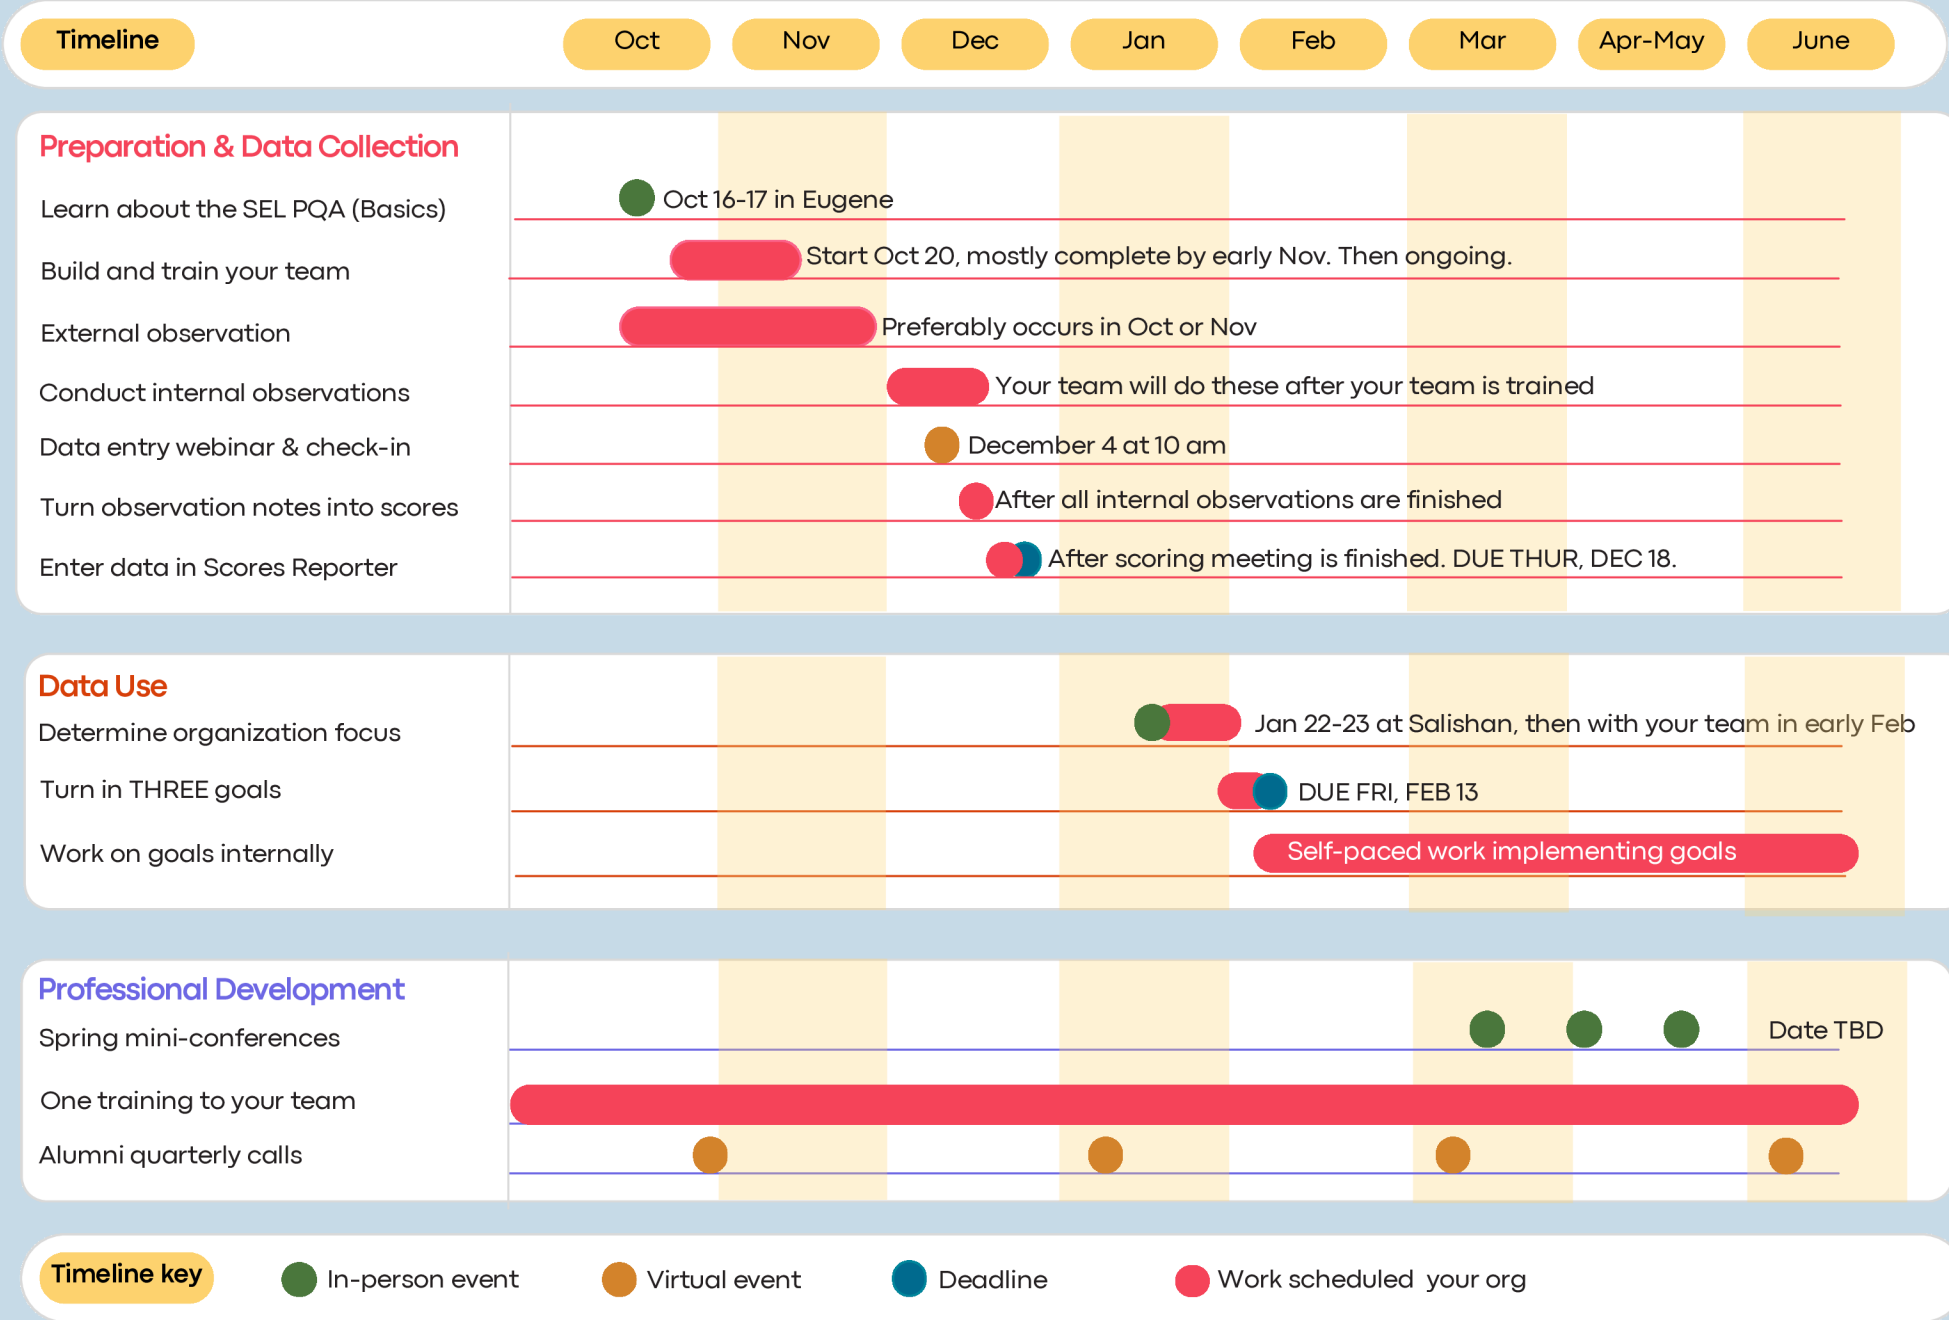 Timeline
Oct
Nov
Dec
Jan
Feb
Mar
Apr-May
June
Preparation & Data Collection
Learn about the SEL PQA (Basics)
Oct 16-17 in Eugene
Build and train your team
Start Oct 20, mostly complete by early Nov. Then ongoing.
External observation
Preferably occurs in Oct or Nov
Conduct internal observations
Your team will do these after your team is trained
Data entry webinar & check-in
December 4 at 10 am
Turn observation notes into scores
After all internal observations are finished
Enter data in Scores Reporter
After scoring meeting is finished. DUE THUR, DEC 18.
Data Use
Determine organization focus
Jan 22-23 at Salishan, then with your team in early Feb
Turn in THREE goals
DUE FRI, FEB 13
Work on goals internally
Self-paced work implementing goals
Professional Development
Spring mini-conferences
Date TBD
One training to your team
Alumni quarterly calls
Timeline key
In-person event
Virtual event
Deadline
Work scheduled  your org